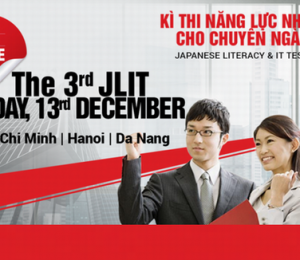 KÌ THI NĂNG LỰC NH
CHO CHUYÊN NGÀ
JAPANESE LITERACY & IT TES
E
The 3rd JLIT
DAY, 13rd DECEMBER
Chi Minh | Hanoi | Da Nang